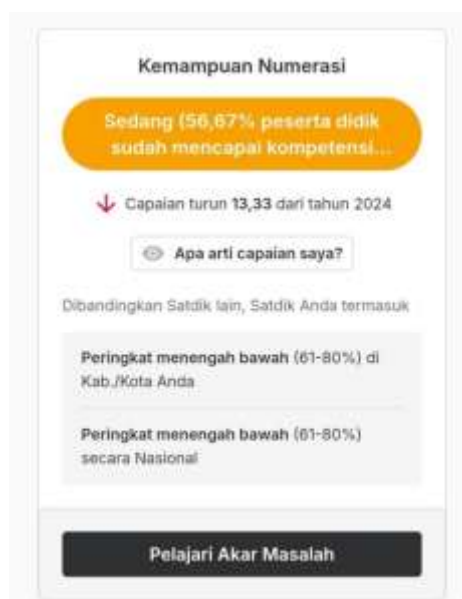 Kemampuan Numerasi
Sedang (56,67% peserta didik
sudah mencapai kompetensi...
Capaian turun 13,33 dari tahun 2024
Apa arti capaian saya?
Dibandingkan Satdik lain, Satdik Anda termasuk
Peringkat menengah bawah (61-80%) di
Kab./Kota Anda
Peringkat menengah bawah (61-80%)
secara Nasional
Pelajari Akar Masalah